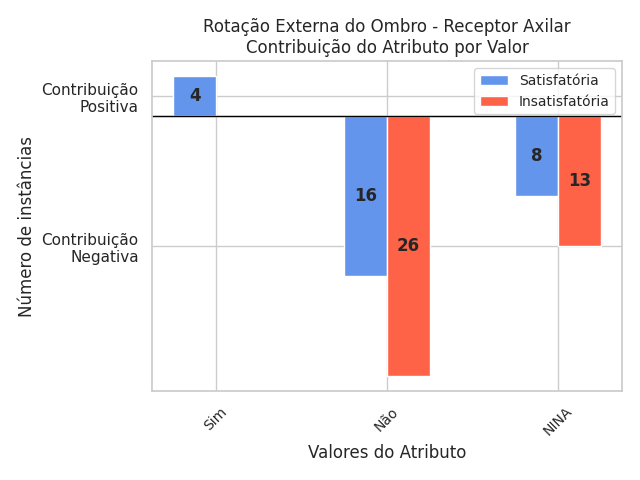 Rotação Externa do Ombro - Receptor Axilar
Contribuição do Atributo por Valor
Satisfatória
Insatisfatória
Contribuição
Positiva
Contribuição
Negativa
Número de instâncias
4
16
26
8
13
Sim
Não
NINA
Valores do Atributo